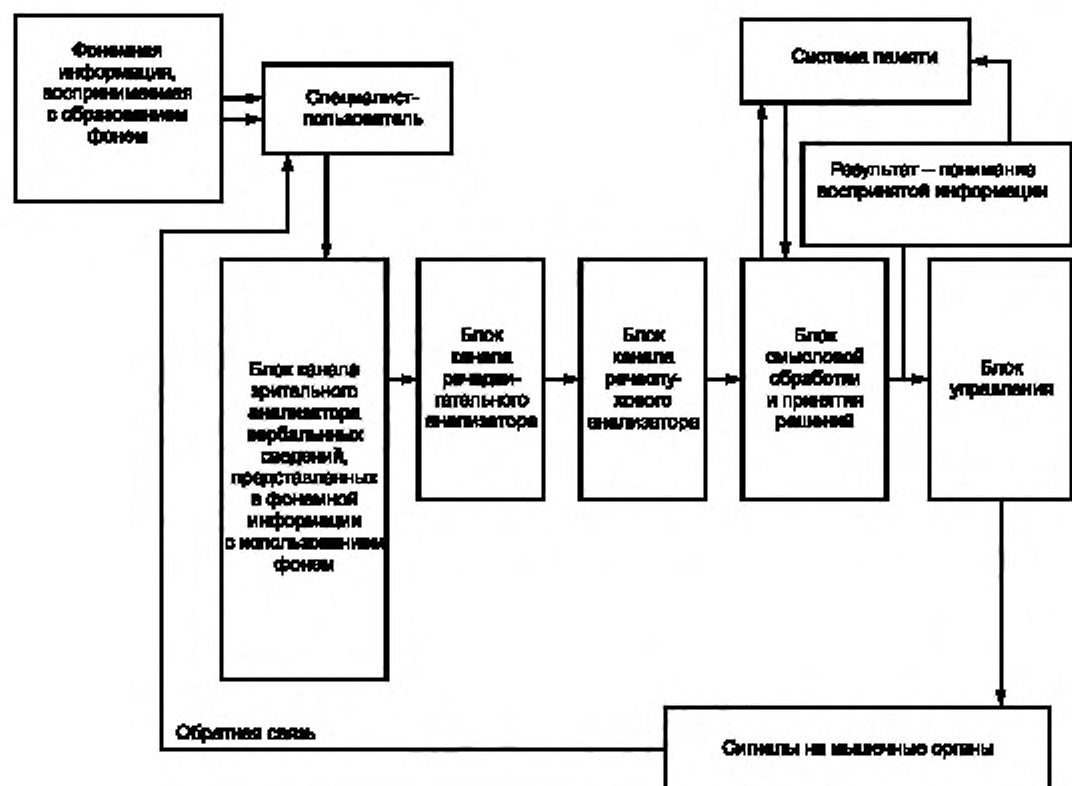 Фонемная
информация,
воспринимаемая
с образованием
фонем
Специалист-
пользователь
Система памяти
Результат – понимание
воспринятой информации
Блок канала
зрительного
анализатора
вербальных
сведений,
представленных
в фонемной
информации
с использованием
фонем
Блок
канала
речедви-
гательного
анализатора
Блок
канала
речеслу-
хового
анализатора
Блок
смысловой
обработки
и принятия
решений
Блок
управления
Обратная связь
Сигналы на мышечные органы